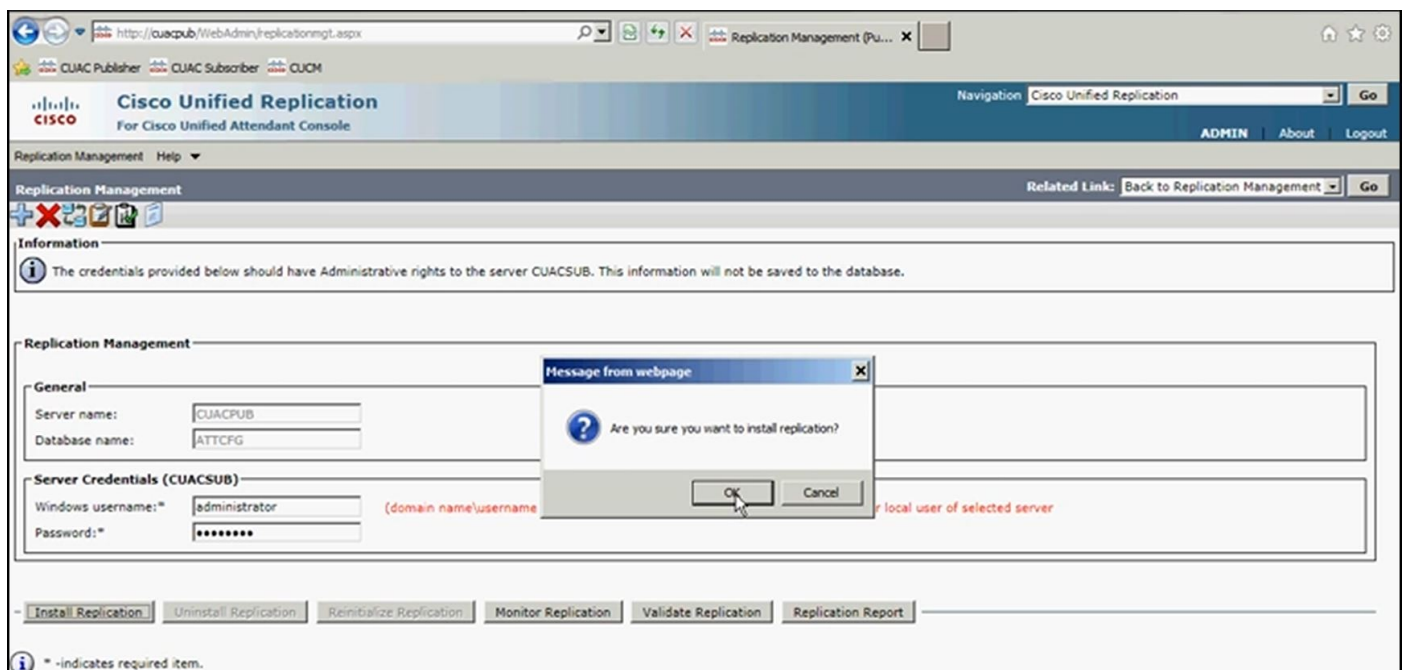 http://cuacpub/WebAdmin/replicationmgt.aspx
Replication Management (Pu...
CUAC Publisher CUAC Subscriber CUCM
CISCO
Cisco Unified Replication
For Cisco Unified Attendant Console
Navigation Cisco Unified Replication Go
ADMIN About Logout
Replication Management Help
Replication Management
Related Link: Back to Replication Management Go
Information
The credentials provided below should have Administrative rights to the server CUACSUB. This information will not be saved to the database.
Replication Management
General
Server name: CUACPUB
Database name: ATTCFG
Message from webpage
Are you sure you want to install replication?
OK Cancel
Server Credentials (CUACSUB)
Windows username:* administrator (domain name\username r local user of selected server
Password:* ••••••••
Install Replication Uninstall Replication Reinitialize Replication Monitor Replication Validate Replication Replication Report
* -indicates required item.